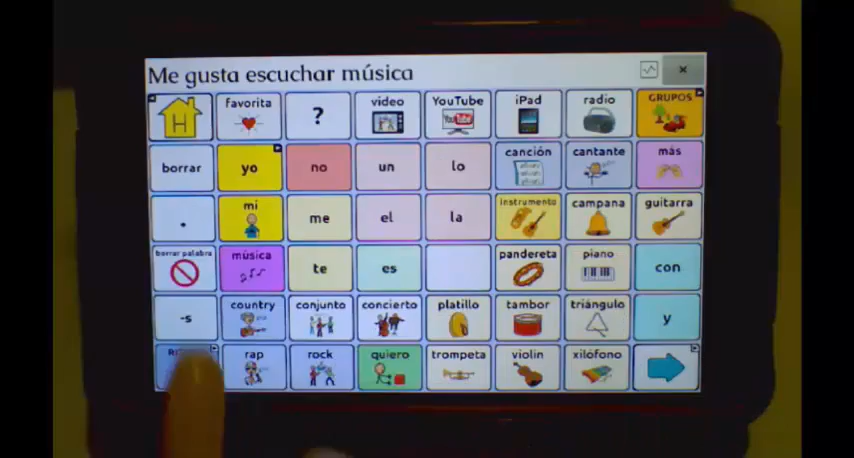 Me gusta escuchar música
favorita ? video YouTube iPad radio GRUPOS
borrar yo no un lo canción cantante más
. mi me el la instrumento campana guitarra
borrar palabra música te es pandereta piano con
-s country conjunto concierto platillo tambor triángulo y
rap rock quiero trompeta violín xilófono